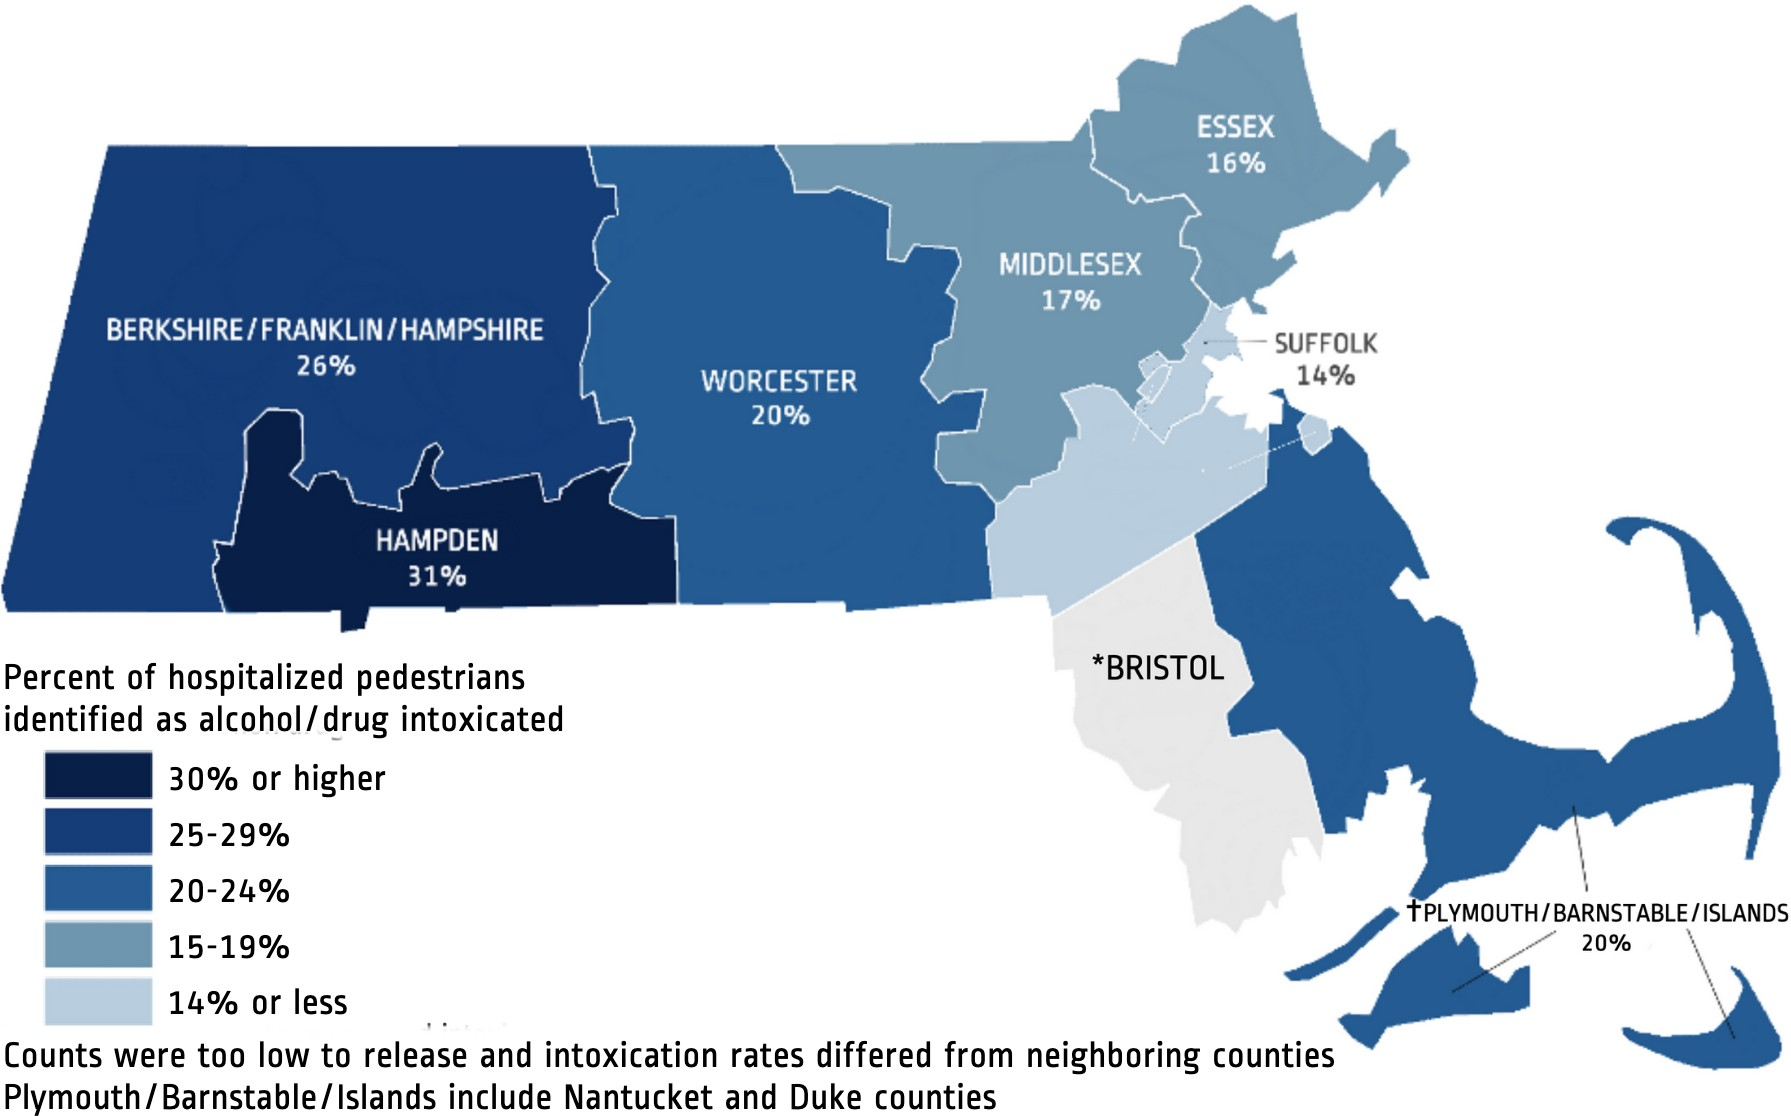 ESSEX
16%
MIDDLESEX
17%
BERKSHIRE/FRANKLIN/HAMPSHIRE
26%
SUFFOLK
14%
WORCESTER
20%
HAMPDEN
31%
*BRISTOL
Percent of hospitalized pedestrians
identified as alcohol/drug intoxicated
30% or higher
25-29%
20-24%
15-19%
14% or less
†PLYMOUTH/BARNSTABLE/ISLANDS
20%
Counts were too low to release and intoxication rates differed from neighboring counties
Plymouth/Barnstable/Islands include Nantucket and Duke counties